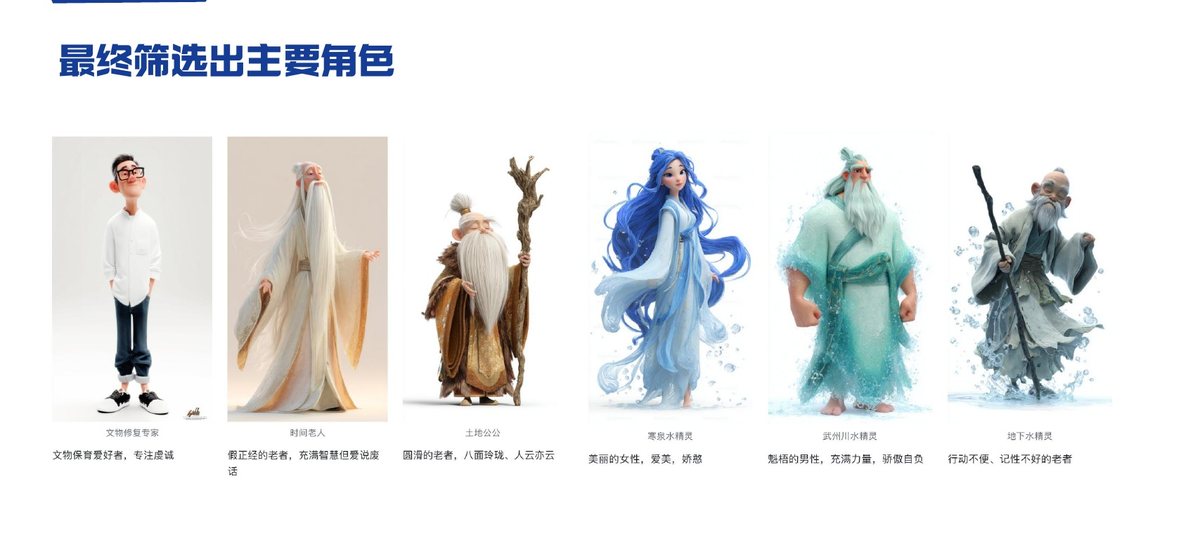 最终筛选出主要角色
文物修复专家
文物保育爱好者，专注虔诚
时间老人
假正经的老者，充满智慧但爱说废
话
土地公公
圆滑的老者，八面玲珑、人云亦云
寒泉水精灵
美丽的女性，爱美，娇憨
武州川水精灵
魁梧的男性，充满力量，骄傲自负
地下水精灵
行动不便、记性不好的老者